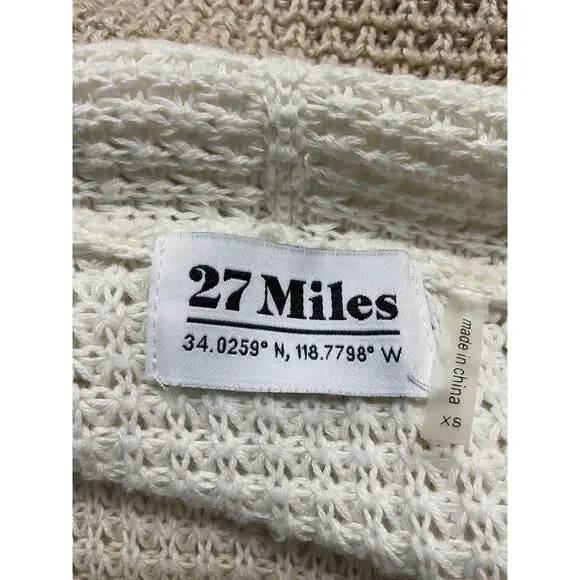 27 Miles
34.0259° N, 118.7798° W
made in china
XS